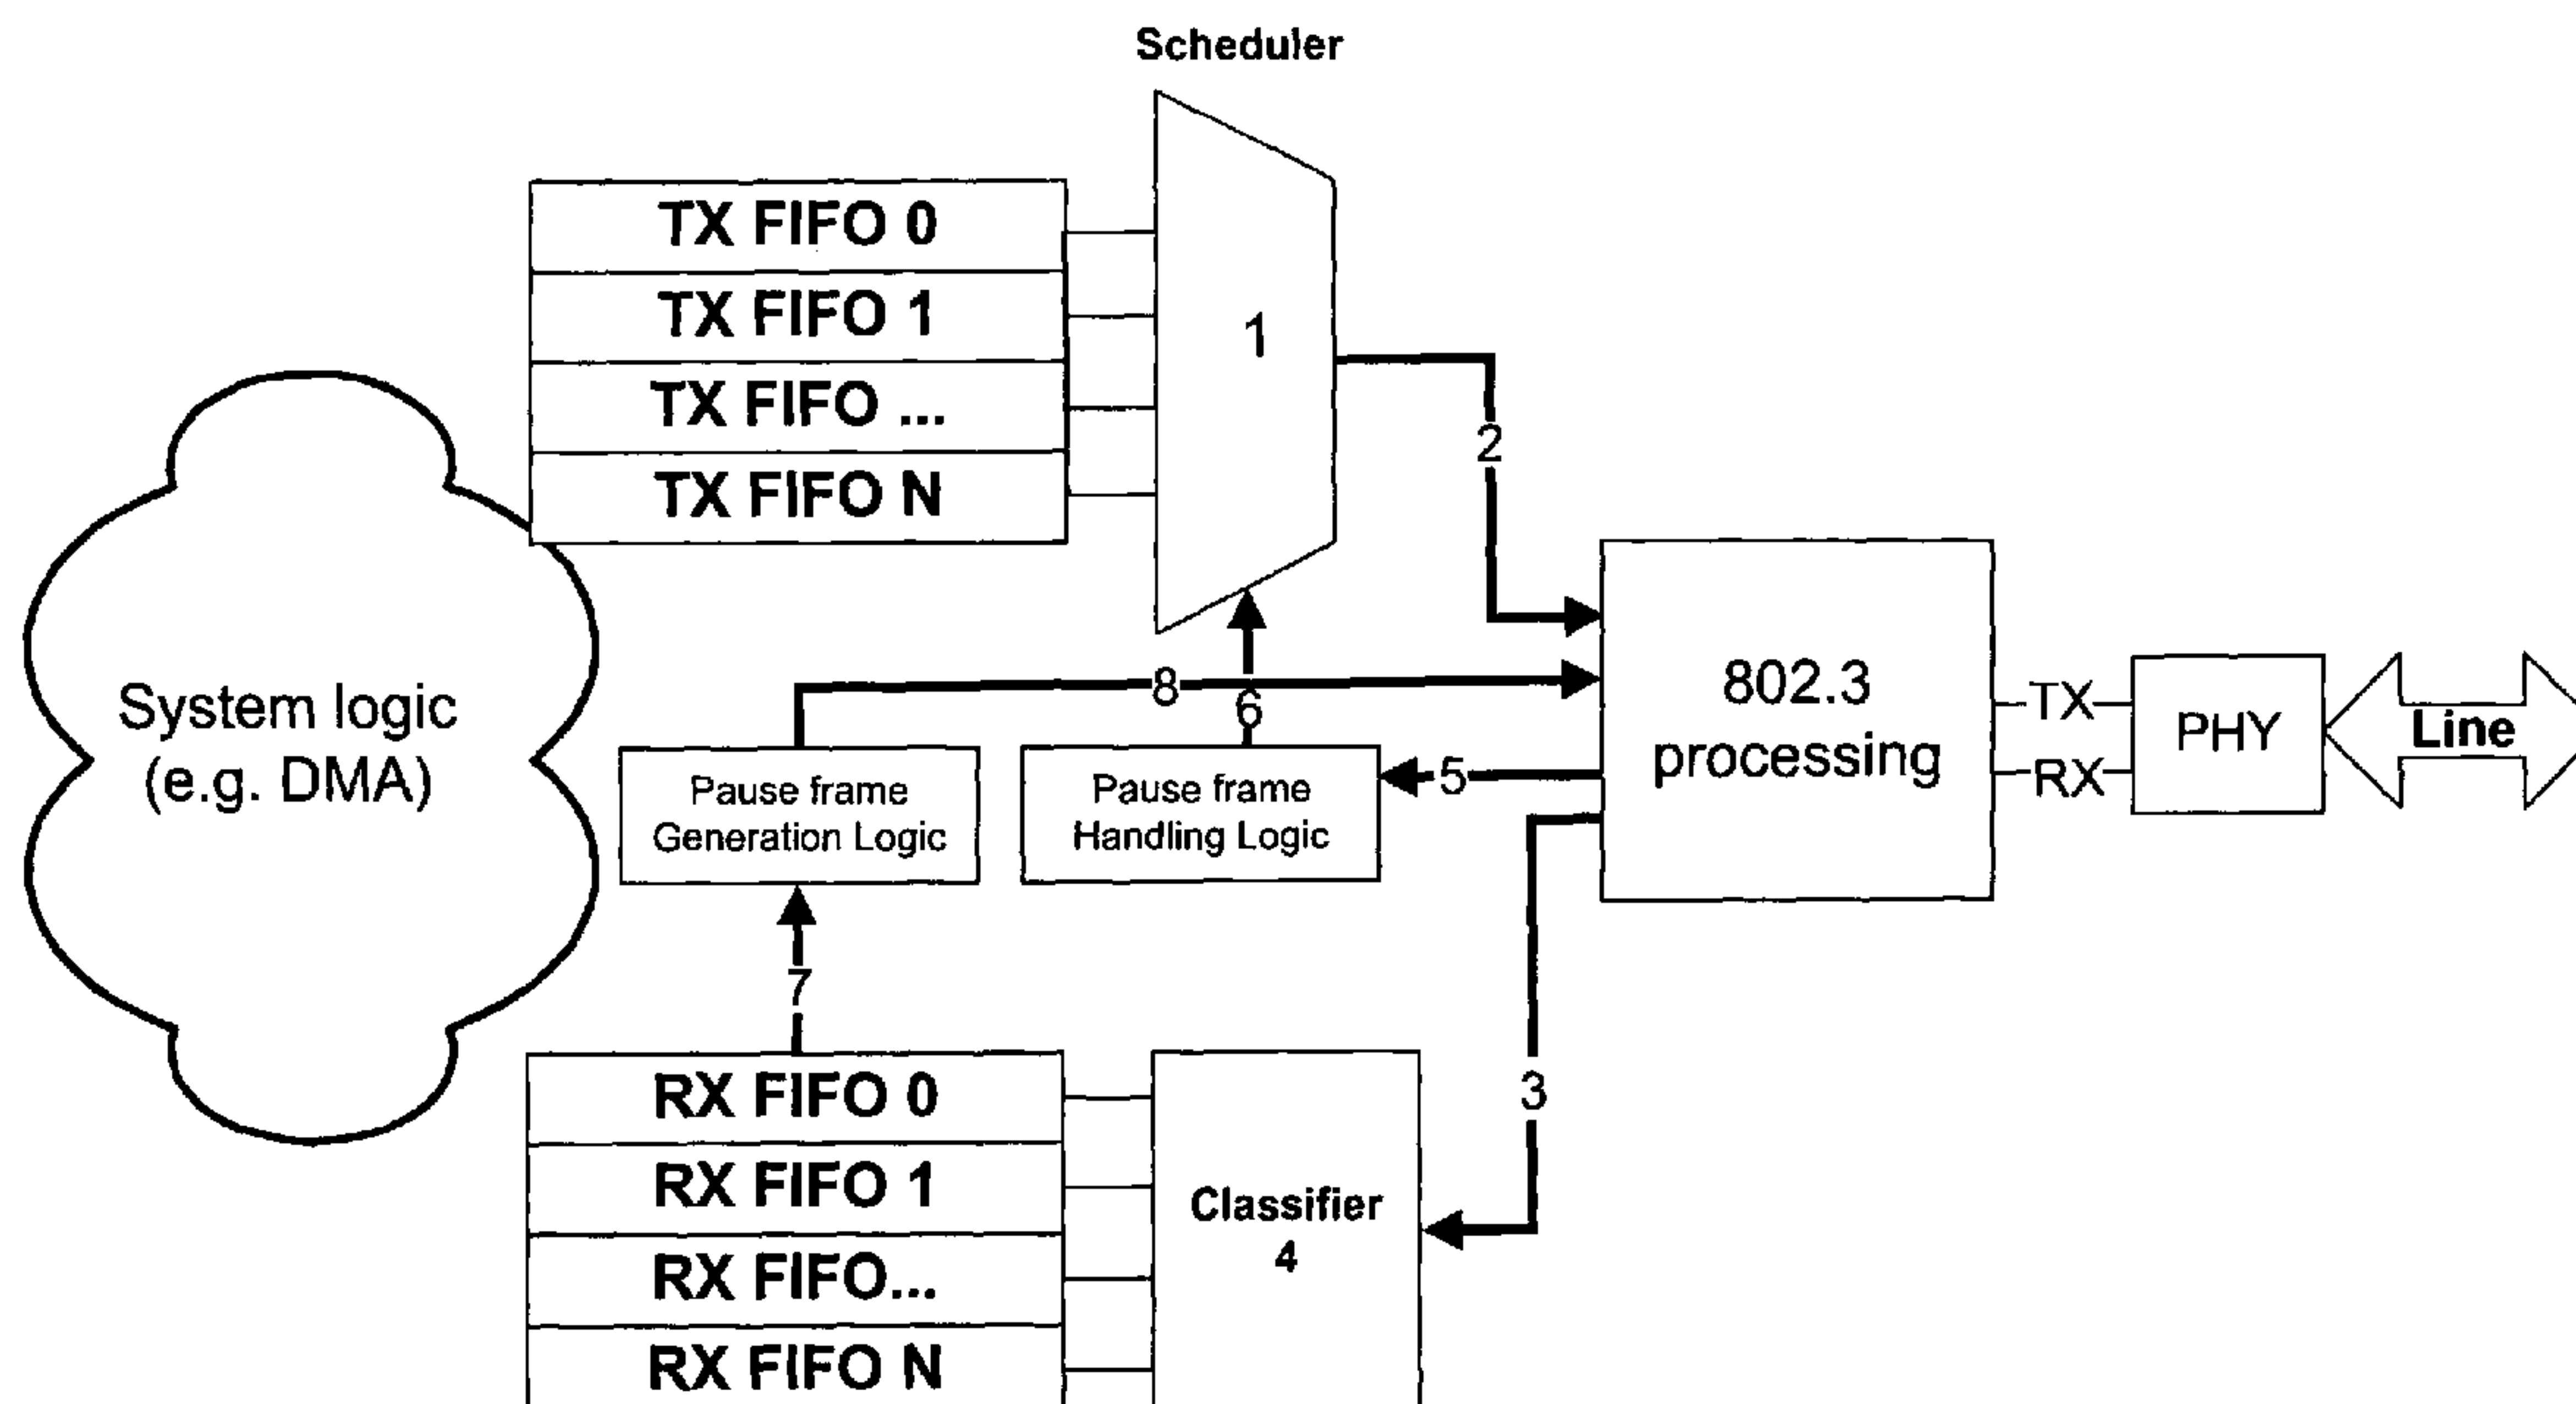 Scheduler
TX FIFO 0
TX FIFO 1
TX FIFO ...
TX FIFO N
1
2
System logic
(e.g. DMA)
8
6
Pause frame
Generation Logic
Pause frame
Handling Logic
5
802.3
processing
TX
RX
PHY
Line
7
3
RX FIFO 0
RX FIFO 1
RX FIFO...
RX FIFO N
Classifier
4